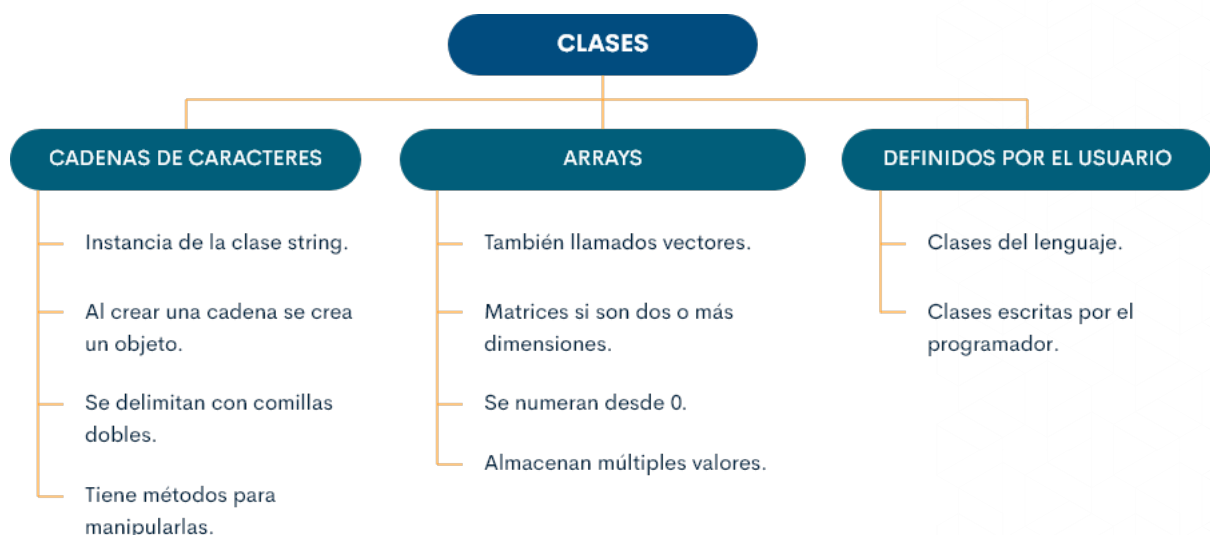 CLASES
CADENAS DE CARACTERES
Instancia de la clase string.
Al crear una cadena se crea
un objeto.
Se delimitan con comillas
dobles.
Tiene métodos para
manipularlas.
ARRAYS
También llamados vectores.
Matrices si son dos o más
dimensiones.
Se numeran desde 0.
Almacenan múltiples valores.
DEFINIDOS POR EL USUARIO
Clases del lenguaje.
Clases escritas por el
programador.